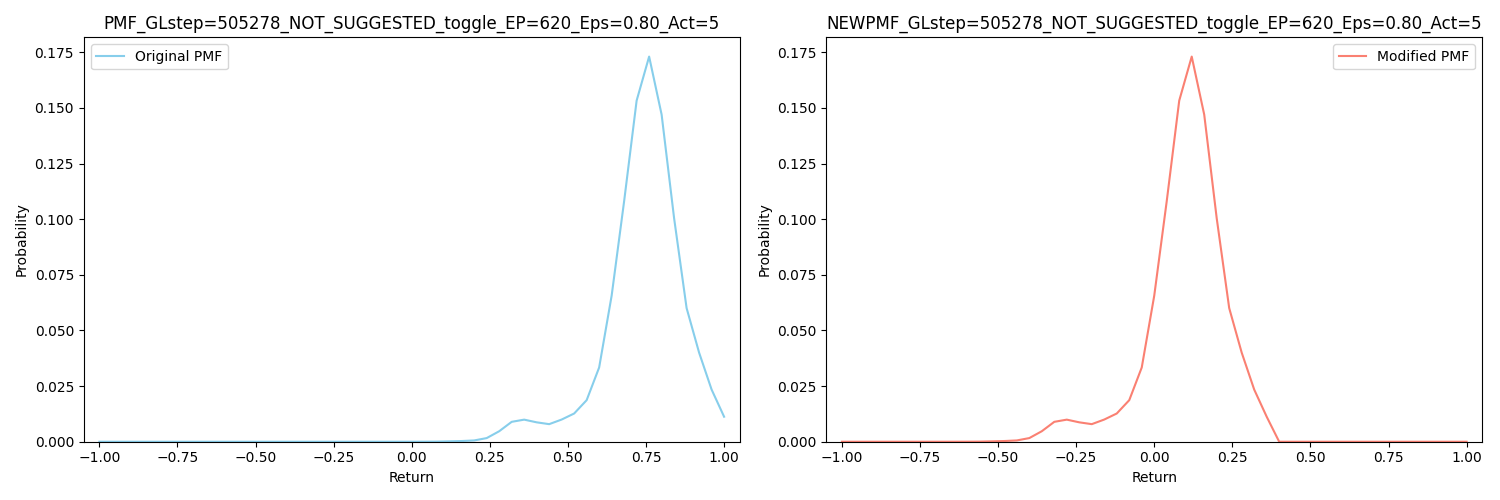 PMF_GLstep=505278_NOT_SUGGESTED_toggle_EP=620_Eps=0.80_Act=5
Original PMF
0.175
0.150
0.125
0.100
0.075
0.050
0.025
0.000
Probability
−1.00 −0.75 −0.50 −0.25 0.00 0.25 0.50 0.75 1.00
Return
NEWPMF_GLstep=505278_NOT_SUGGESTED_toggle_EP=620_Eps=0.80_Act=5
Modified PMF
0.175
0.150
0.125
0.100
0.075
0.050
0.025
0.000
Probability
−1.00 −0.75 −0.50 −0.25 0.00 0.25 0.50 0.75 1.00
Return